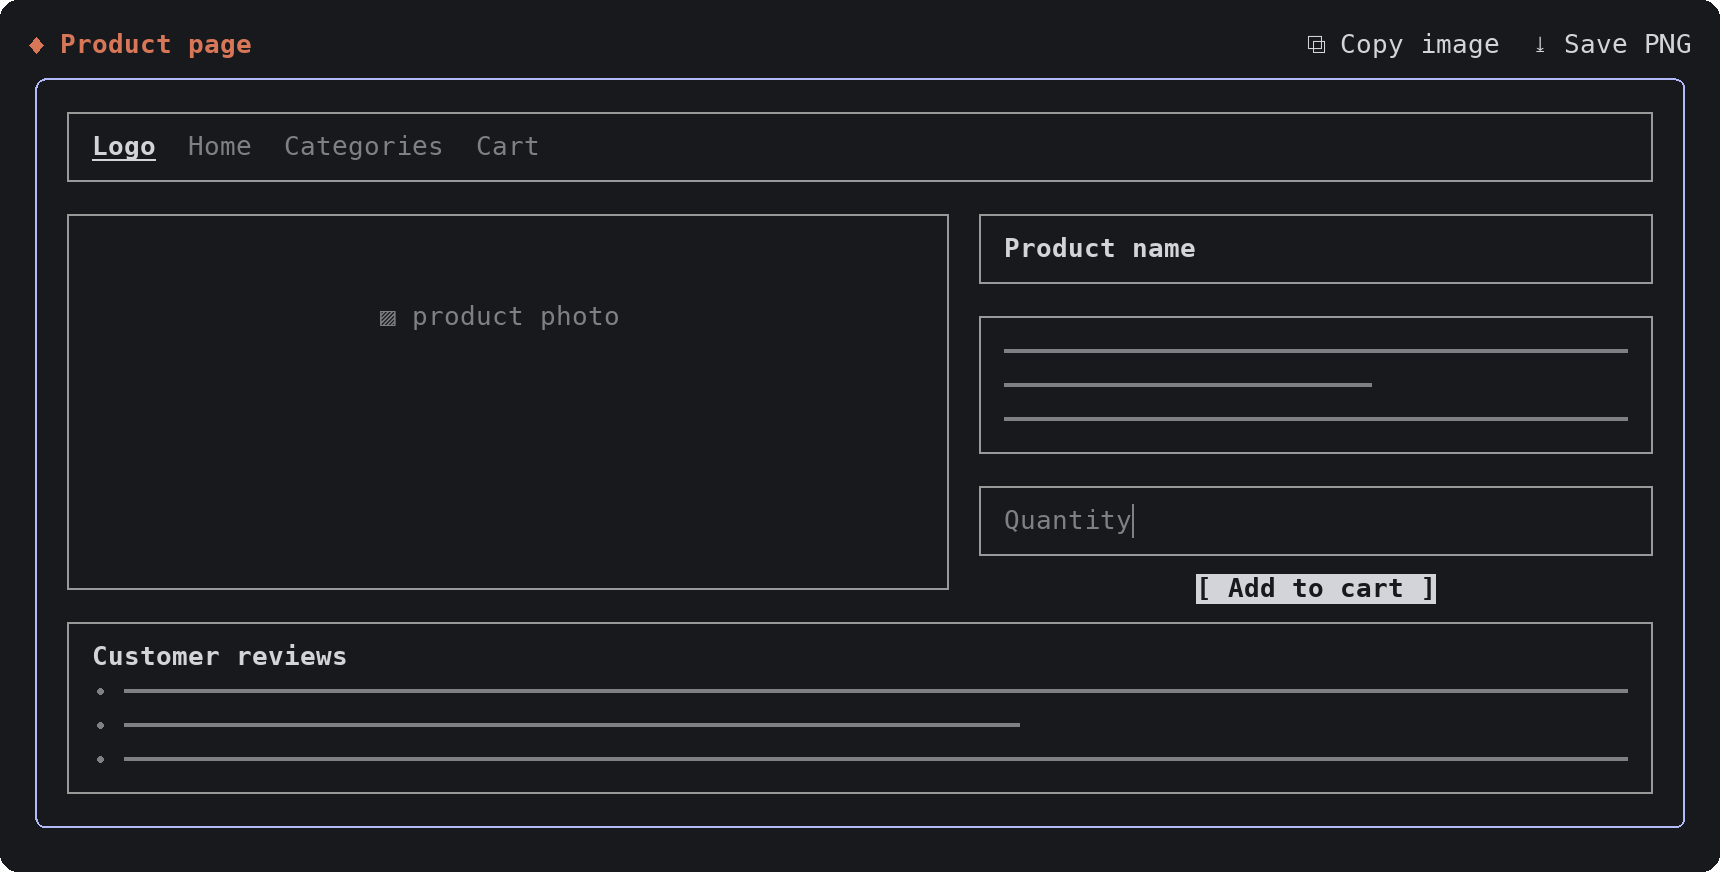 Product page
Copy image Save PNG
Logo Home Categories Cart
product photo
Product name
Quantity
[ Add to cart ]
Customer reviews